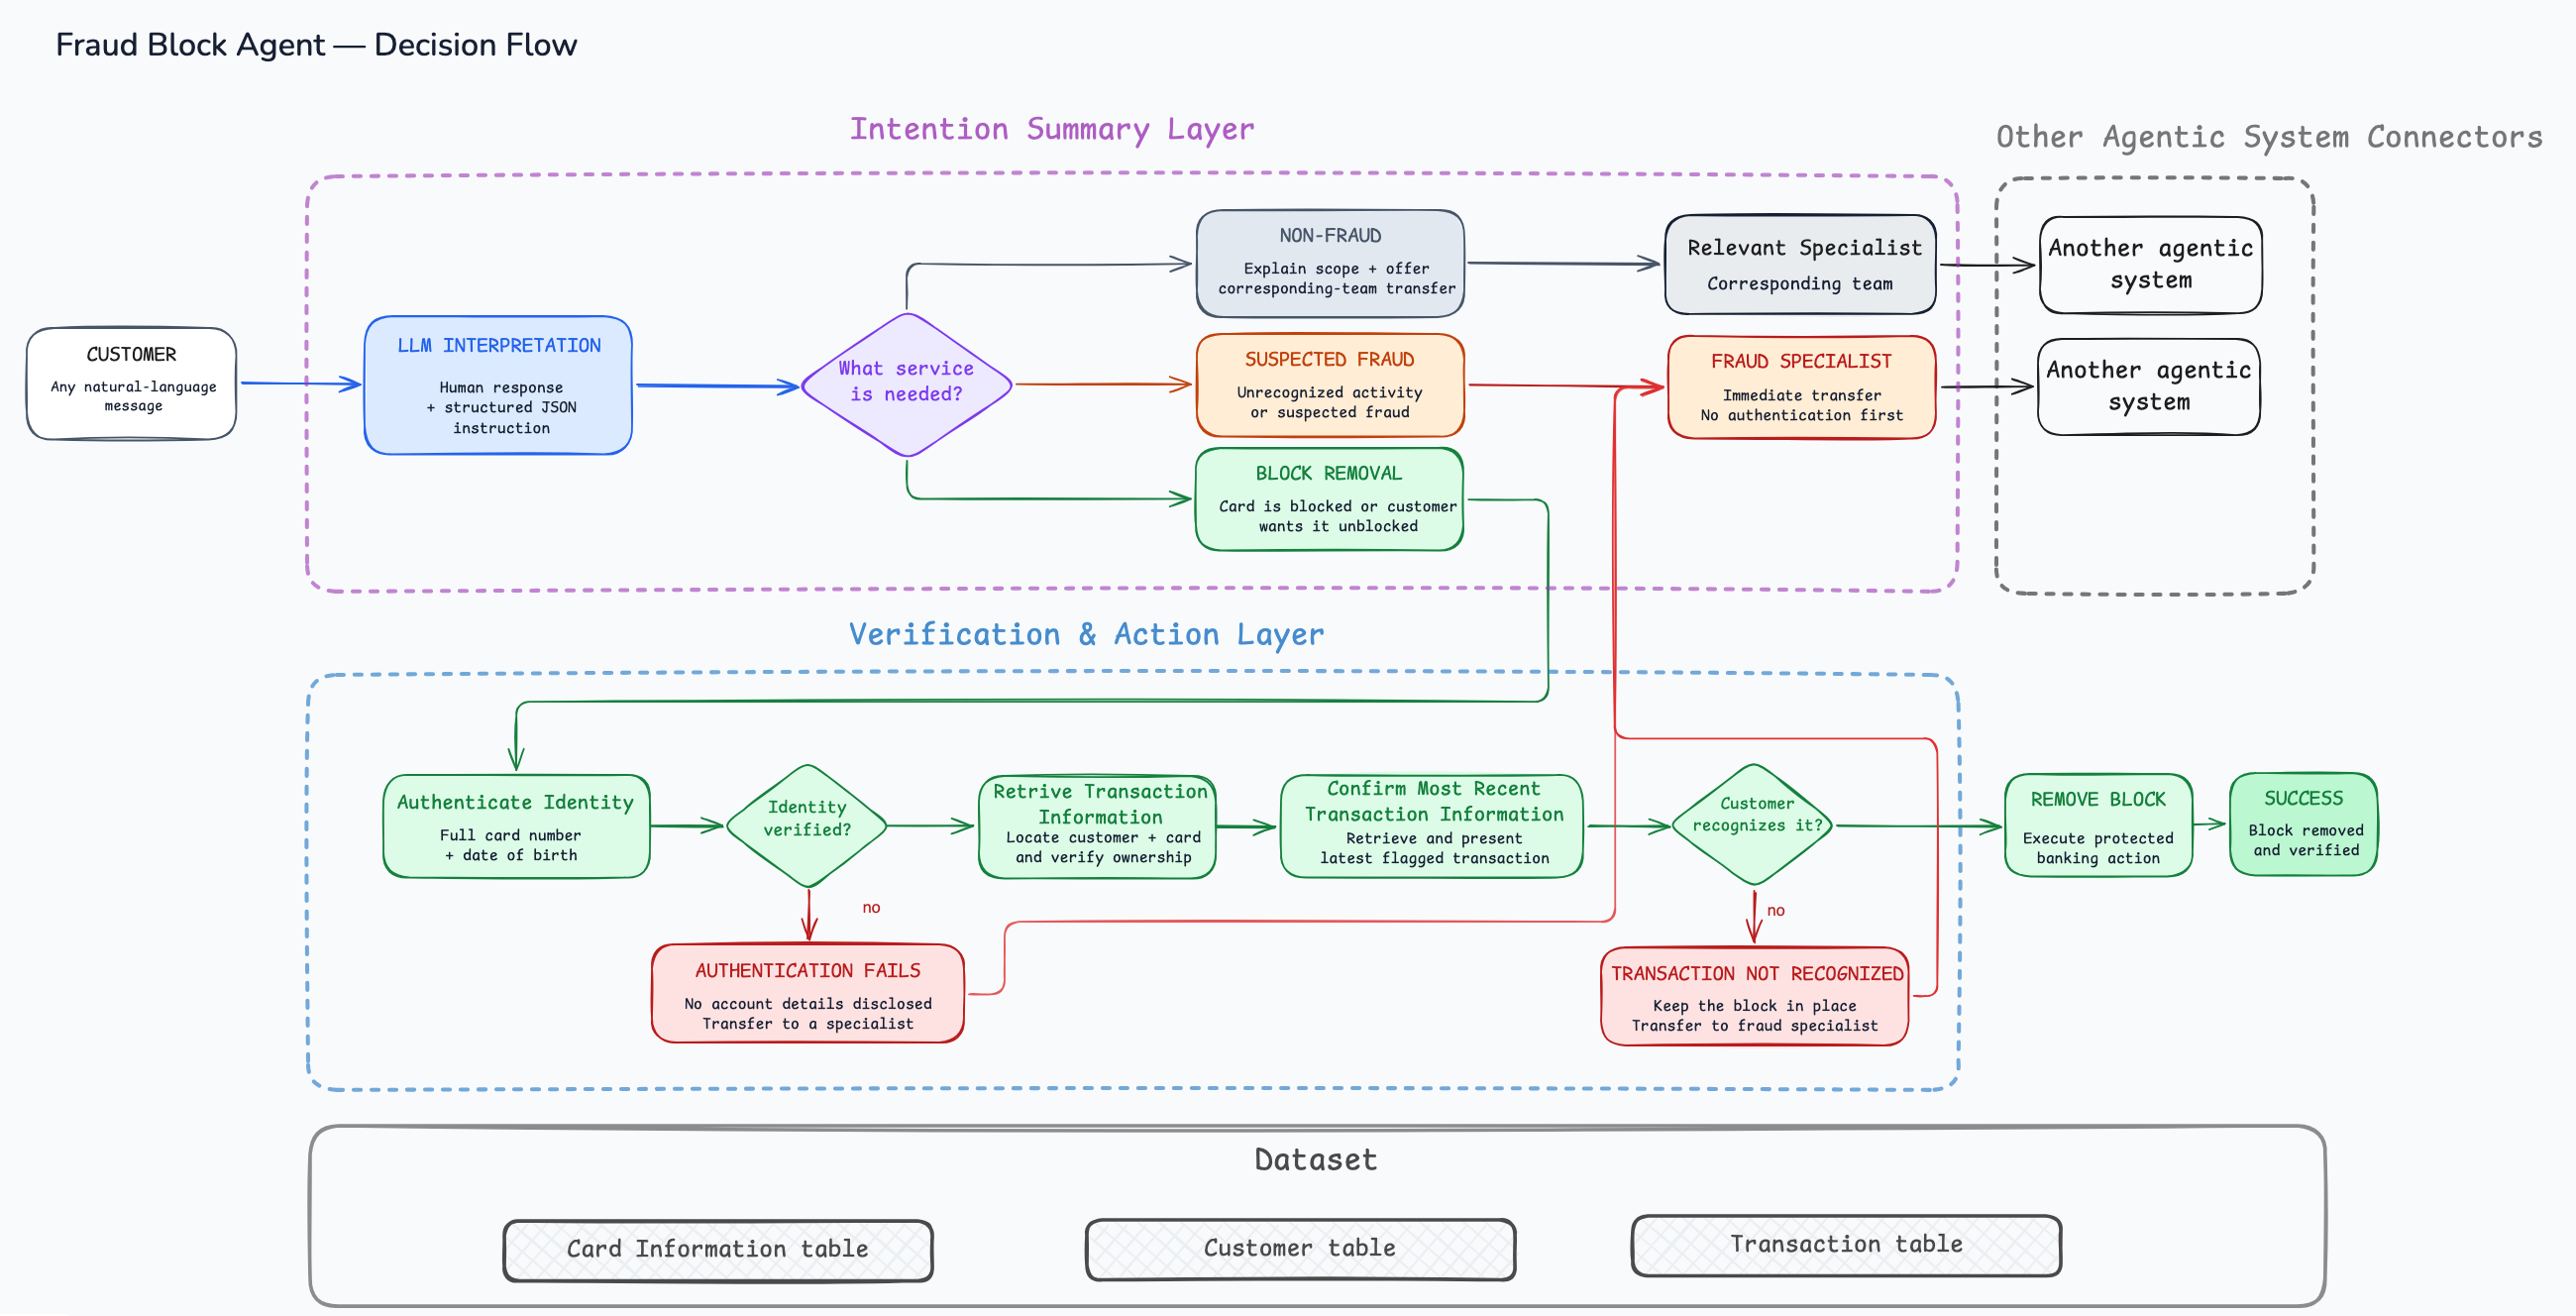 Fraud Block Agent — Decision Flow
Intention Summary Layer
Other Agentic System Connectors
CUSTOMER
Any natural-language
message
LLM INTERPRETATION
Human response
+ structured JSON
instruction
What service
is needed?
NON-FRAUD
Explain scope + offer
corresponding-team transfer
Relevant Specialist
Corresponding team
Another agentic
system
SUSPECTED FRAUD
Unrecognized activity
or suspected fraud
FRAUD SPECIALIST
Immediate transfer
No authentication first
Another agentic
system
BLOCK REMOVAL
Card is blocked or customer
wants it unblocked
Verification & Action Layer
Authenticate Identity
Full card number
+ date of birth
Identity
verified?
Retrive Transaction
Information
Locate customer + card
and verify ownership
Confirm Most Recent
Transaction Information
Retrieve and present
latest flagged transaction
Customer
recognizes it?
REMOVE BLOCK
Execute protected
banking action
SUCCESS
Block removed
and verified
no
no
AUTHENTICATION FAILS
No account details disclosed
Transfer to a specialist
TRANSACTION NOT RECOGNIZED
Keep the block in place
Transfer to fraud specialist
Dataset
Card Information table
Customer table
Transaction table